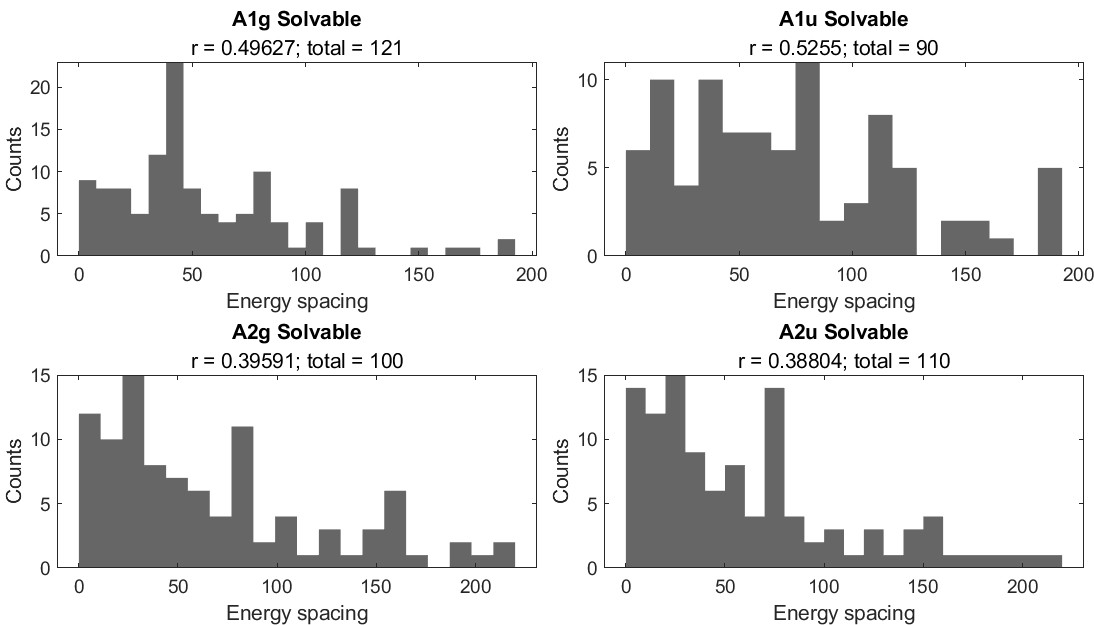 A1g Solvable
r = 0.49627; total = 121
20
15
10
5
0
Counts
0 50 100 150 200
Energy spacing
A1u Solvable
r = 0.5255; total = 90
10
5
0
Counts
0 50 100 150 200
Energy spacing
A2g Solvable
r = 0.39591; total = 100
15
10
5
0
Counts
0 50 100 150 200
Energy spacing
A2u Solvable
r = 0.38804; total = 110
15
10
5
0
Counts
0 50 100 150 200
Energy spacing